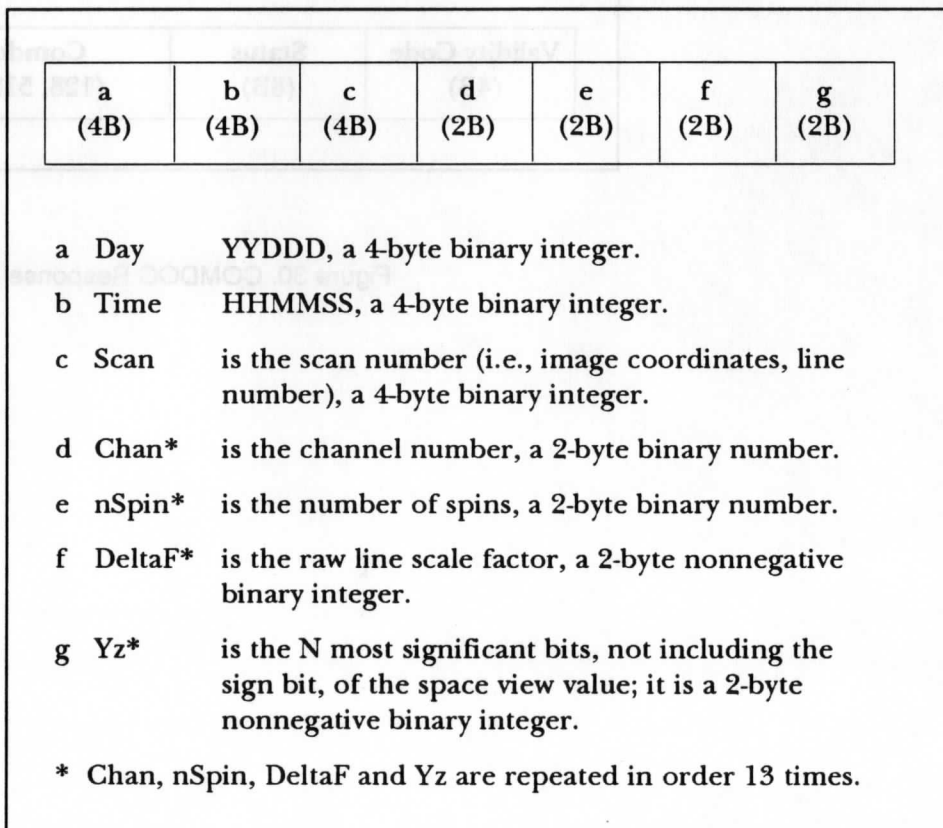 a b c d e f g
(4B) (4B) (4B) (2B) (2B) (2B) (2B)
a Day YYDDD, a 4-byte binary integer.
b Time HHMMSS, a 4-byte binary integer.
c Scan is the scan number (i.e., image coordinates, line
number), a 4-byte binary integer.
d Chan* is the channel number, a 2-byte binary number.
e nSpin* is the number of spins, a 2-byte binary number.
f DeltaF* is the raw line scale factor, a 2-byte nonnegative
binary integer.
g Yz* is the N most significant bits, not including the
sign bit, of the space view value; it is a 2-byte
nonnegative binary integer.
* Chan, nSpin, DeltaF and Yz are repeated in order 13 times.